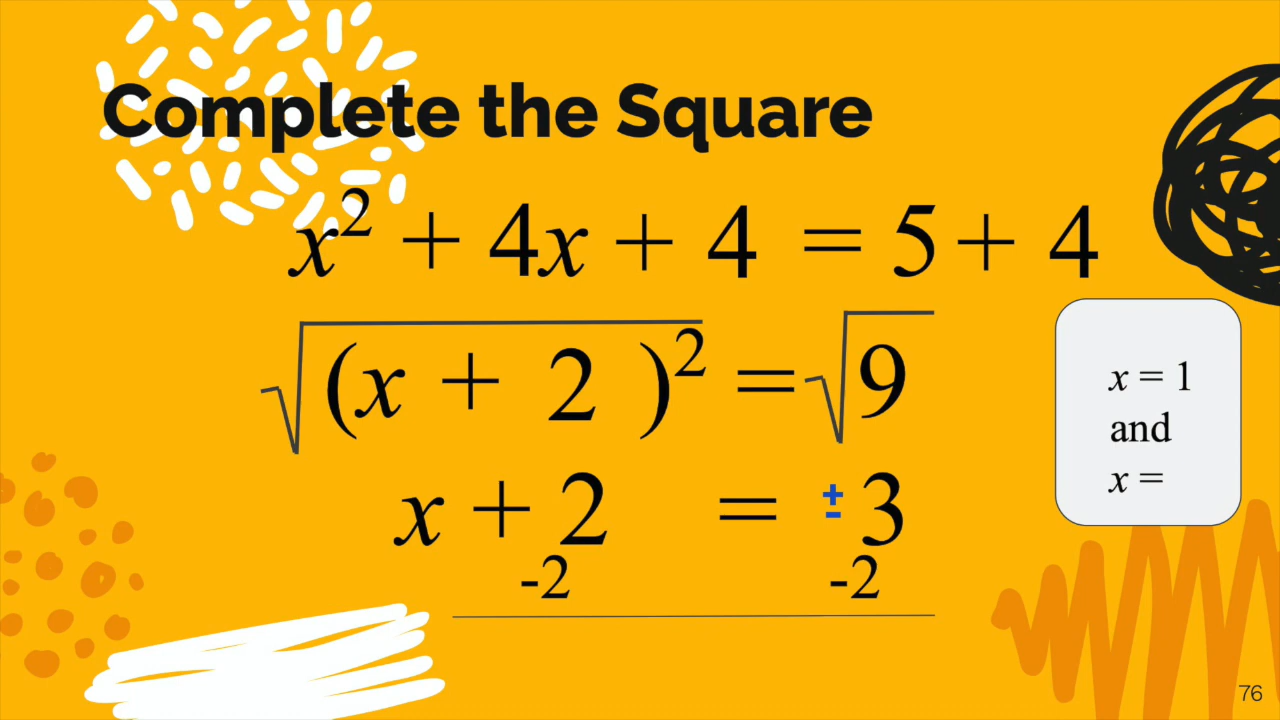 Complete the Square
x² + 4x + 4 = 5 + 4
√(x + 2 )² = √9
x + 2 = ±3
-2 -2
x = 1
and
x =
76